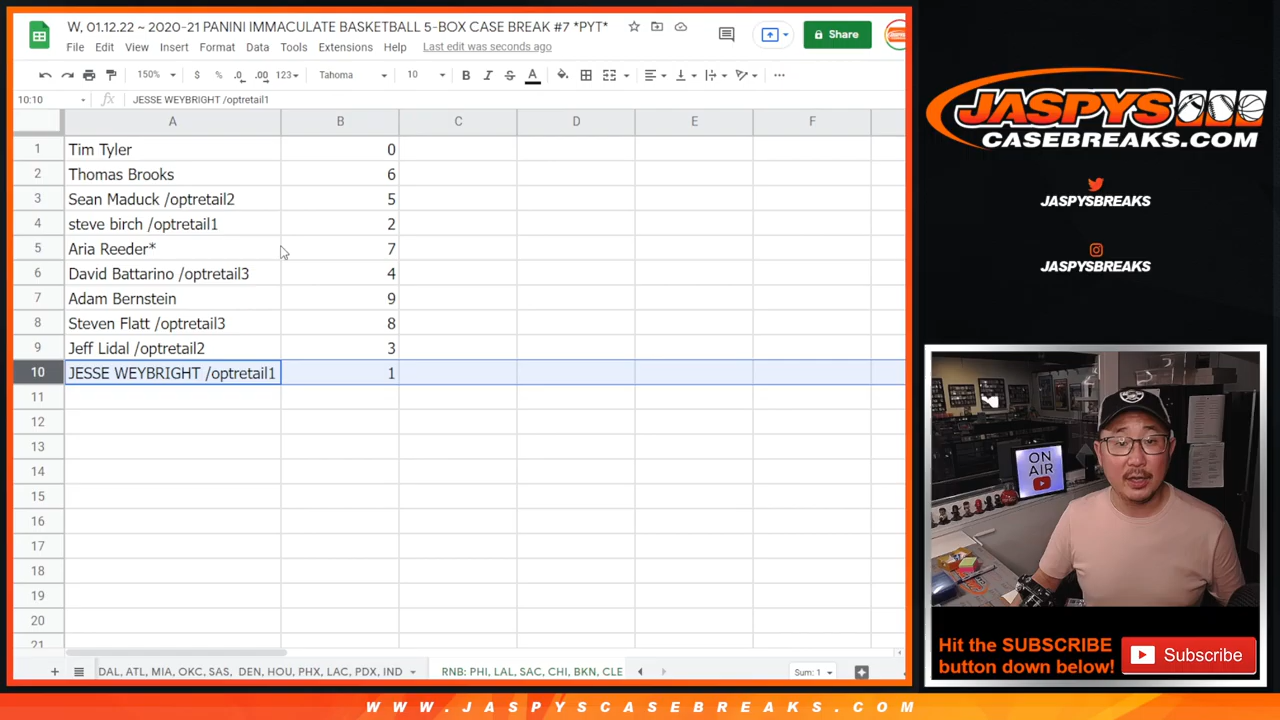 W, 01.12.22 ~ 2020-21 PANINI IMMACULATE BASKETBALL 5-BOX CASE BREAK #7 *PYT*
File Edit View Insert Format Data Tools Extensions Help Last edit was seconds ago
Share
150% $ % .0 .00 123 Tahoma 10 B I S A
10:10 fx JESSE WEYBRIGHT /optretail1
A B C D E F
1 Tim Tyler 0
2 Thomas Brooks 6
3 Sean Maduck /optretail2 5
4 steve birch /optretail1 2
5 Aria Reeder* 7
6 David Battarino /optretail3 4
7 Adam Bernstein 9
8 Steven Flatt /optretail3 8
9 Jeff Lidal /optretail2 3
10 JESSE WEYBRIGHT /optretail1 1
11
12
13
14
15
16
17
18
19
20
21
DAL, ATL, MIA, OKC, SAS, DEN, HOU, PHX, LAC, PDX, IND RNB: PHI, LAL, SAC, CHI, BKN, CLE Sum: 1
JASPYS
CASEBREAKS.COM
JASPYSBREAKS
JASPYSBREAKS
ON
AIR
Hit the SUBSCRIBE
button down below!
Subscribe
WWW.JASPYSCASEBREAKS.COM